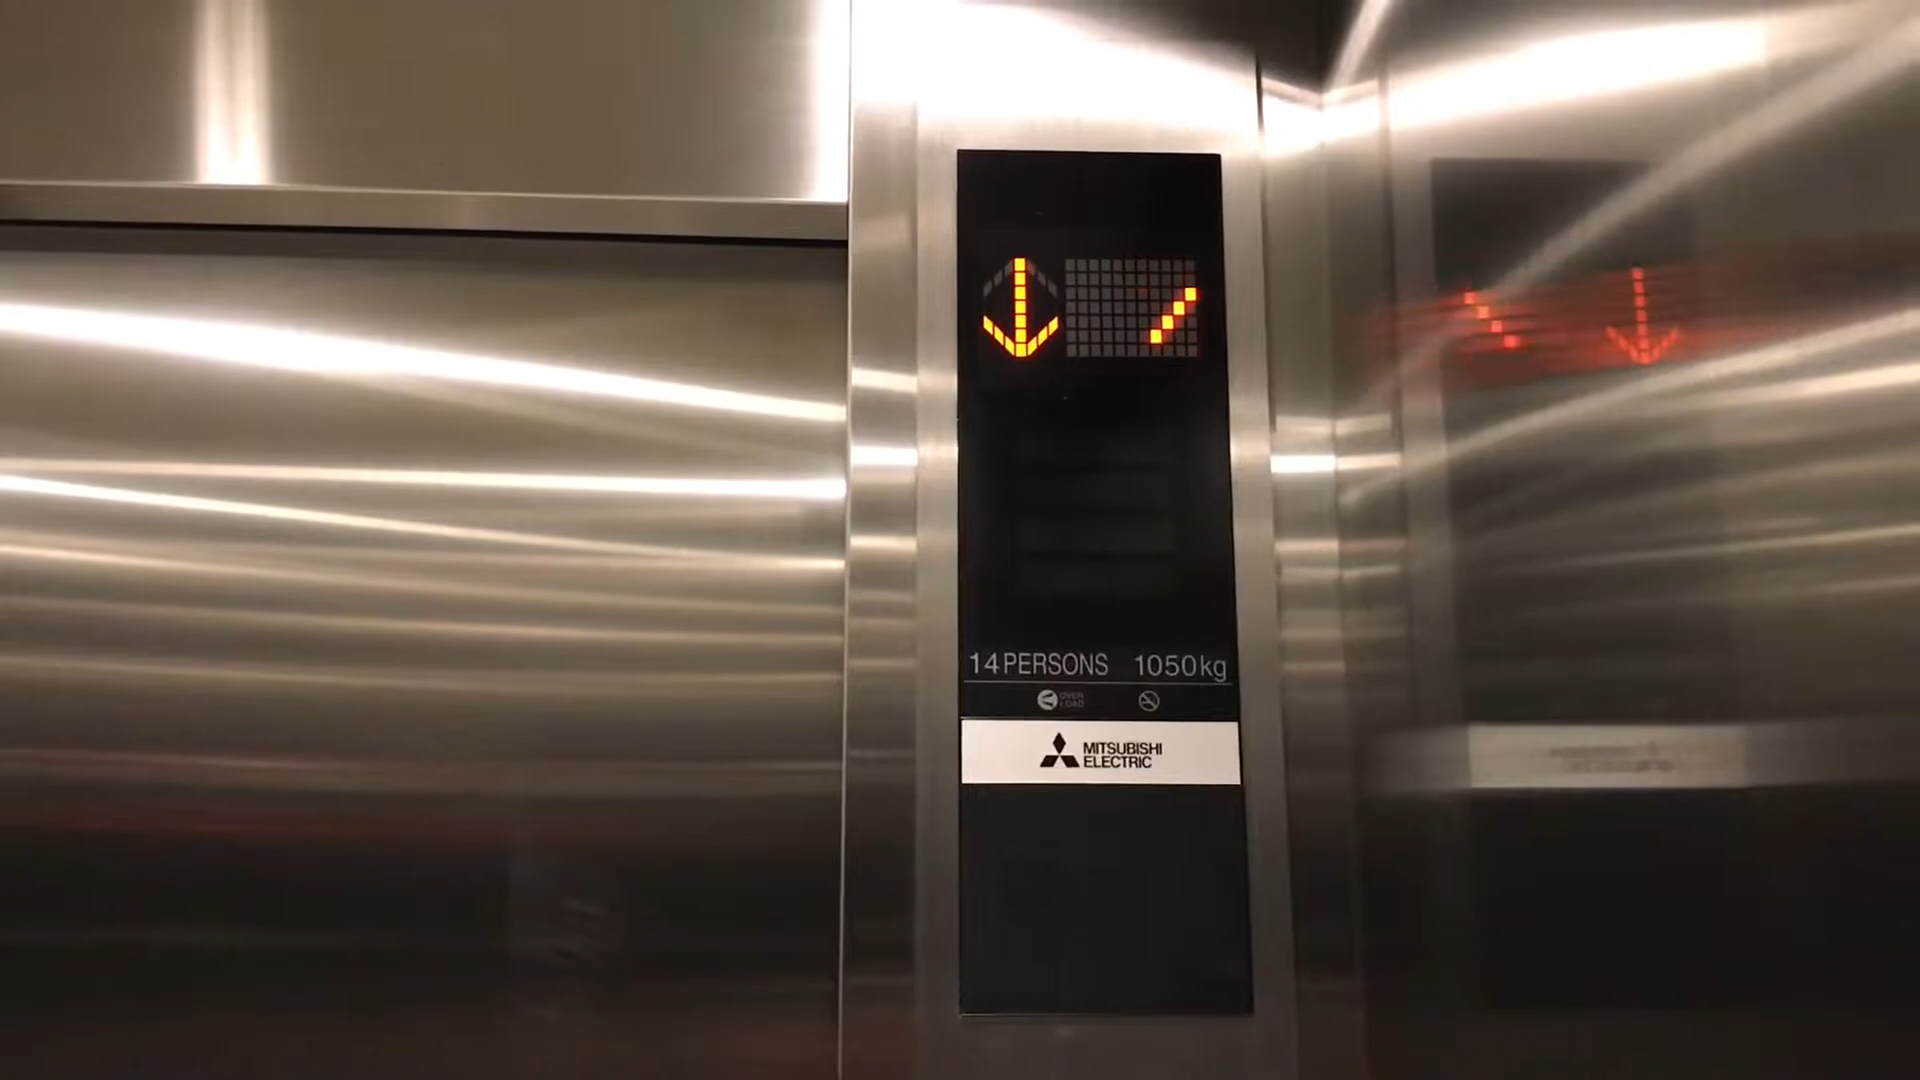 14 PERSONS 1050kg
OVER
LOAD
MITSUBISHI
ELECTRIC